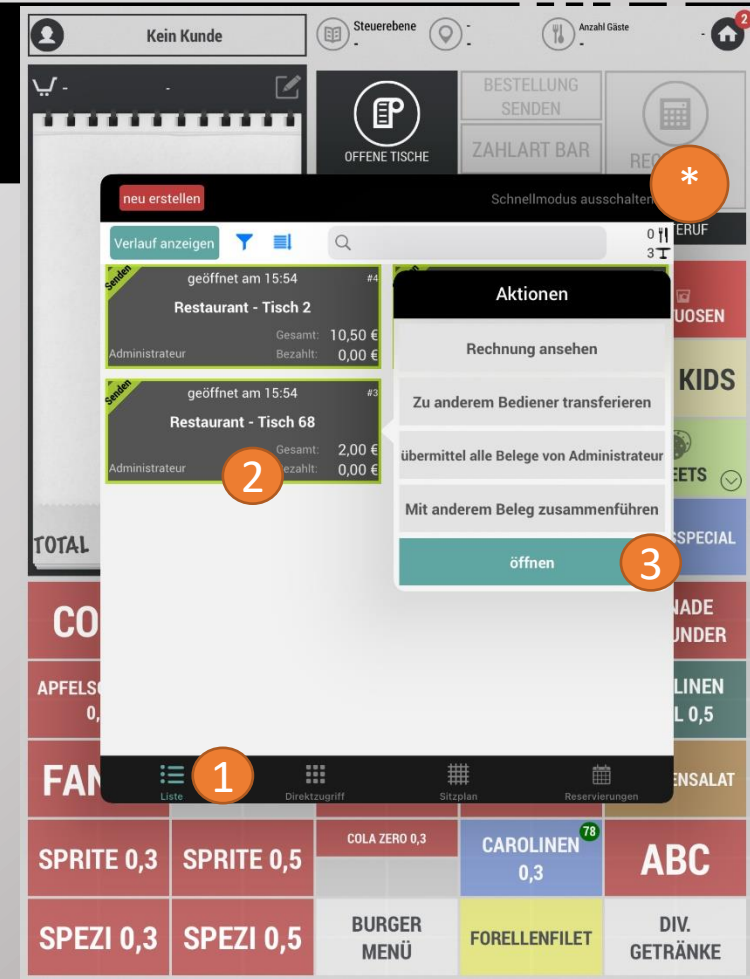 Kein Kunde
Steuerebene
-
-
-
Anzahl Gäste
-
-
2
-
-
BESTELLUNG
SENDEN
OFFENE TISCHE
ZAHLART BAR
*
neu erstellen
Schnellmodus ausschalten
Verlauf anzeigen
0
3
Senden
geöffnet am 15:54
#4
Restaurant - Tisch 2
Gesamt: 10,50 €
Administrateur
Bezahlt: 0,00 €
Senden
geöffnet am 15:54
#3
Restaurant - Tisch 68
Gesamt: 2,00 €
Administrateur
Bezahlt: 0,00 €
2
Aktionen
Rechnung ansehen
Zu anderem Bediener transferieren
übermittel alle Belege von Administrateur
Mit anderem Beleg zusammenführen
öffnen
3
KIDS
TOTAL
1
Liste
Direktzugriff
Sitzplan
Reservierungen
SPRITE 0,3
SPRITE 0,5
COLA ZERO 0,3
CAROLINEN
0,3
78
ABC
SPEZI 0,3
SPEZI 0,5
BURGER
MENÜ
FORELLENFILET
DIV.
GETRÄNKE